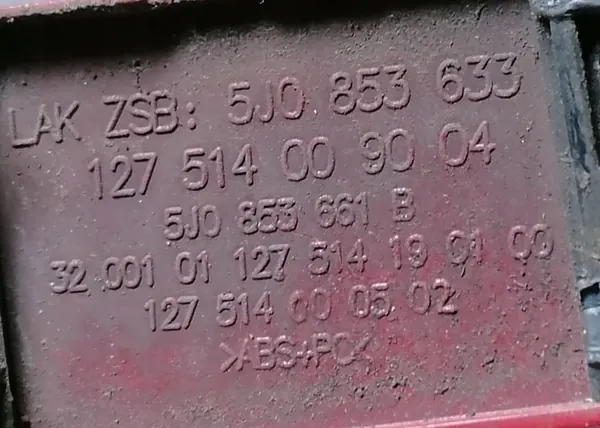 LAK ZSB: 5J0 853 633
127 514 00 90 04
5J0 853 661 B
32 001 01 127 514 19 01 00
127 514 00 05 02
>ABS+PC<